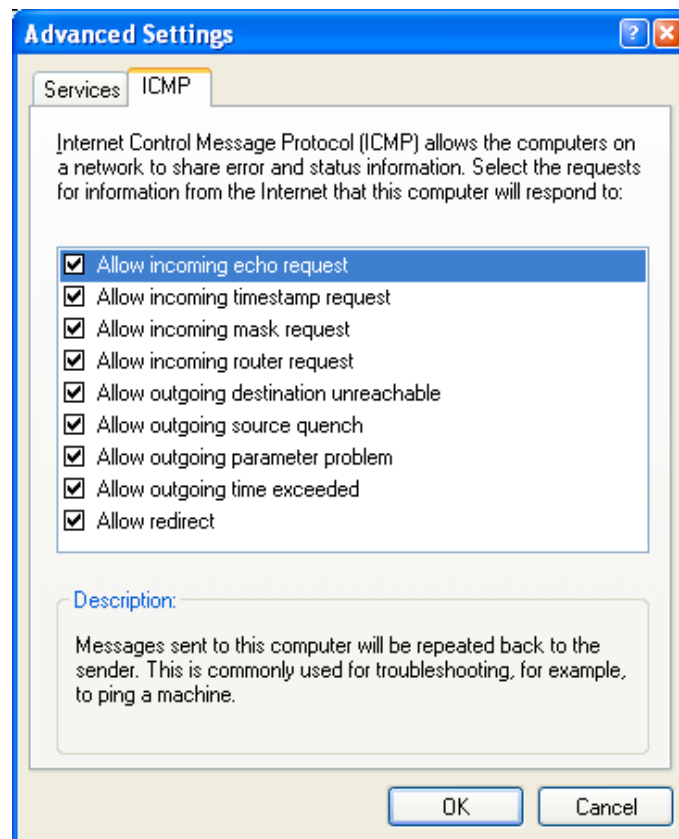 Advanced Settings
Services
ICMP
Internet Control Message Protocol (ICMP) allows the computers on
a network to share error and status information. Select the requests
for information from the Internet that this computer will respond to:
Allow incoming echo request
Allow incoming timestamp request
Allow incoming mask request
Allow incoming router request
Allow outgoing destination unreachable
Allow outgoing source quench
Allow outgoing parameter problem
Allow outgoing time exceeded
Allow redirect
Description:
Messages sent to this computer will be repeated back to the
sender. This is commonly used for troubleshooting, for example,
to ping a machine.
OK
Cancel